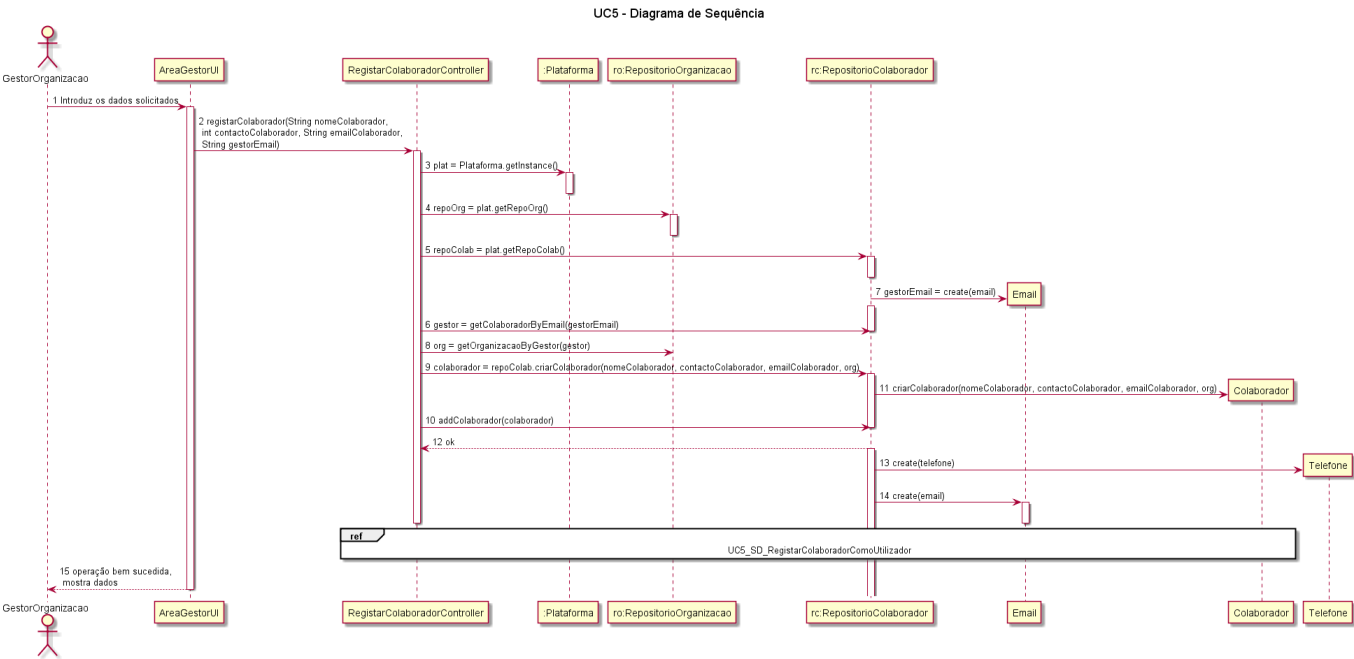 UC5 - Diagrama de Sequência
GestorOrganizacao
AreaGestorUI
RegistarColaboradorController
:Plataforma
ro:RepositorioOrganizacao
rc:RepositorioColaborador
1 Introduz os dados solicitados
2 registarColaborador(String nomeColaborador,
int contactoColaborador, String emailColaborador,
String gestorEmail)
3 plat = Plataforma.getInstance()
4 repoOrg = plat.getRepoOrg()
5 repoColab = plat.getRepoColab()
7 gestorEmail = create(email)
Email
6 gestor = getColaboradorByEmail(gestorEmail)
8 org = getOrganizacaoByGestor(gestor)
9 colaborador = repoColab.criarColaborador(nomeColaborador, contactoColaborador, emailColaborador, org)
11 criarColaborador(nomeColaborador, contactoColaborador, emailColaborador, org)
Colaborador
10 addColaborador(colaborador)
12 ok
13 create(telefone)
Telefone
14 create(email)
ref
UC5_SD_RegistarColaboradorComoUtilizador
15 operação bem sucedida,
mostra dados
GestorOrganizacao
AreaGestorUI
RegistarColaboradorController
:Plataforma
ro:RepositorioOrganizacao
rc:RepositorioColaborador
Email
Colaborador
Telefone